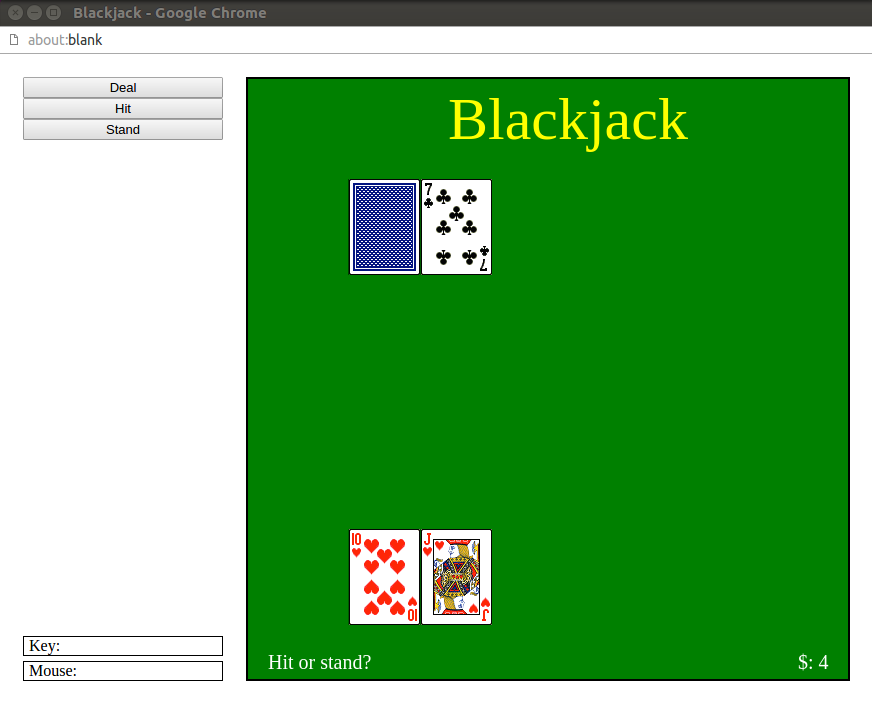 Blackjack - Google Chrome
about:blank
Deal
Hit
Stand
Blackjack
7
7
10
J
10
J
Hit or stand?
$: 4
Key:
Mouse: